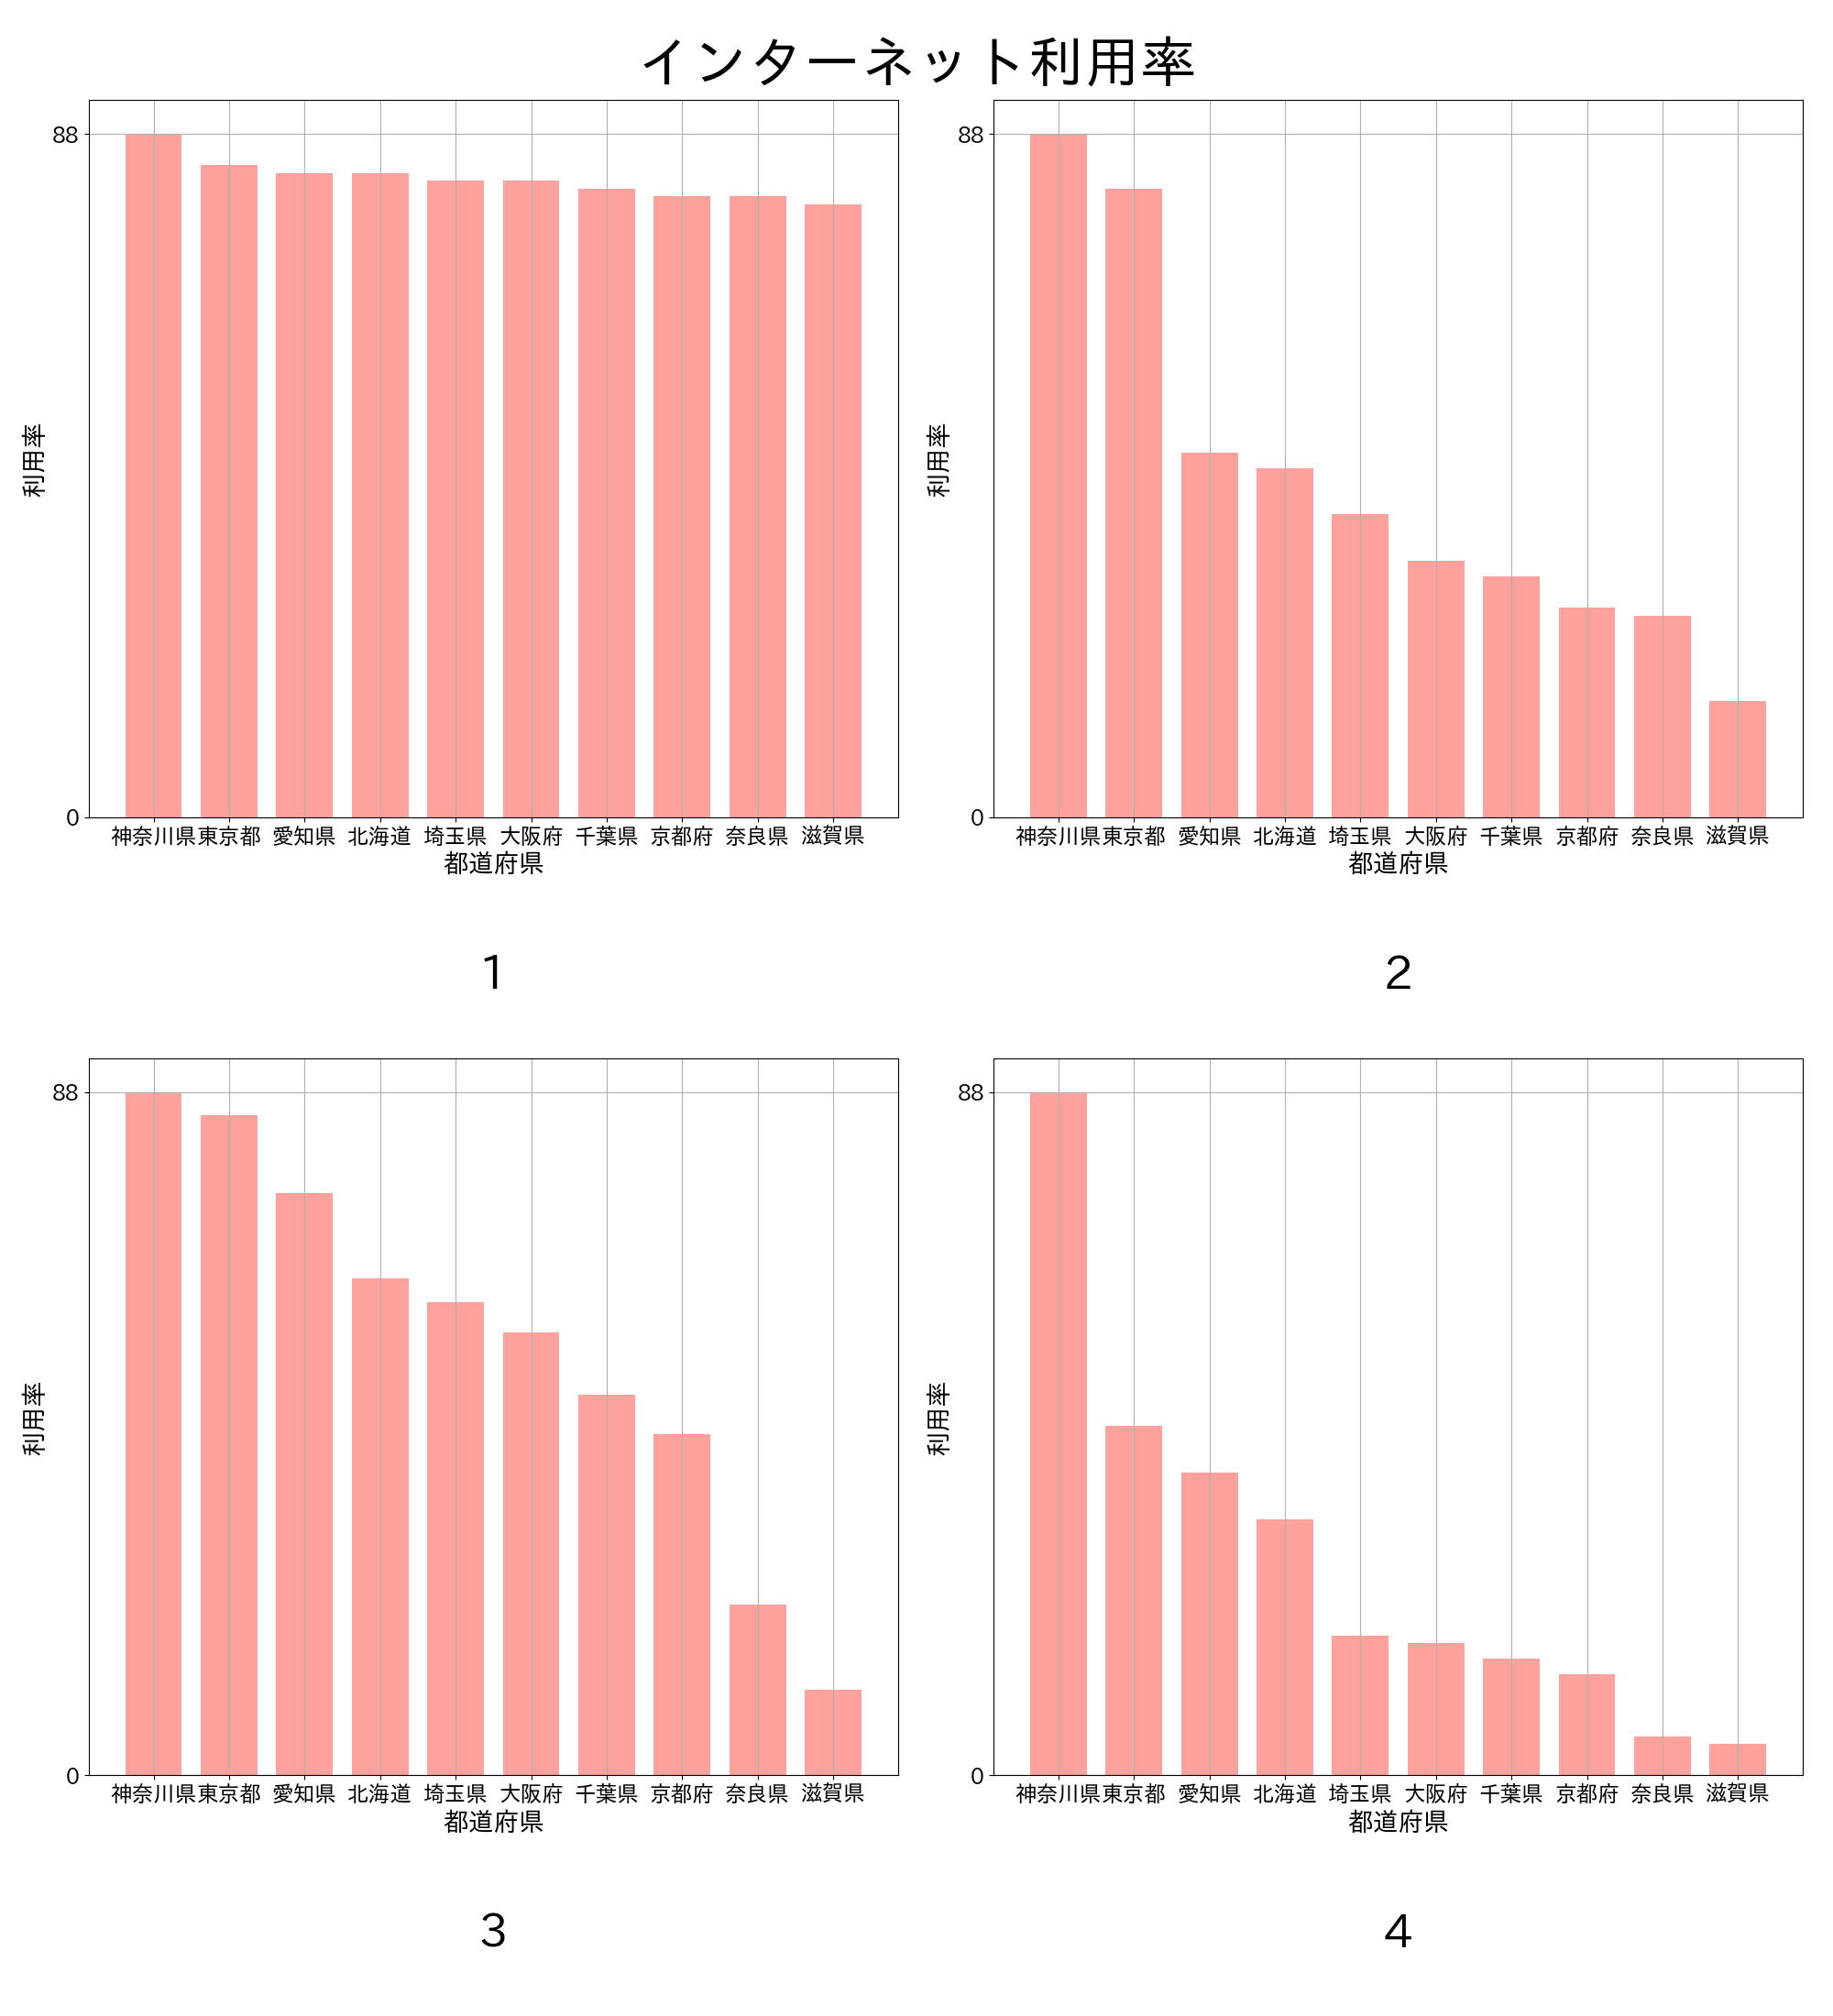 インターネット利用率
88
0
利用率
神奈川県 東京都 愛知県 北海道 埼玉県 大阪府 千葉県 京都府 奈良県 滋賀県
都道府県
1
88
0
利用率
神奈川県 東京都 愛知県 北海道 埼玉県 大阪府 千葉県 京都府 奈良県 滋賀県
都道府県
2
88
0
利用率
神奈川県 東京都 愛知県 北海道 埼玉県 大阪府 千葉県 京都府 奈良県 滋賀県
都道府県
3
88
0
利用率
神奈川県 東京都 愛知県 北海道 埼玉県 大阪府 千葉県 京都府 奈良県 滋賀県
都道府県
4